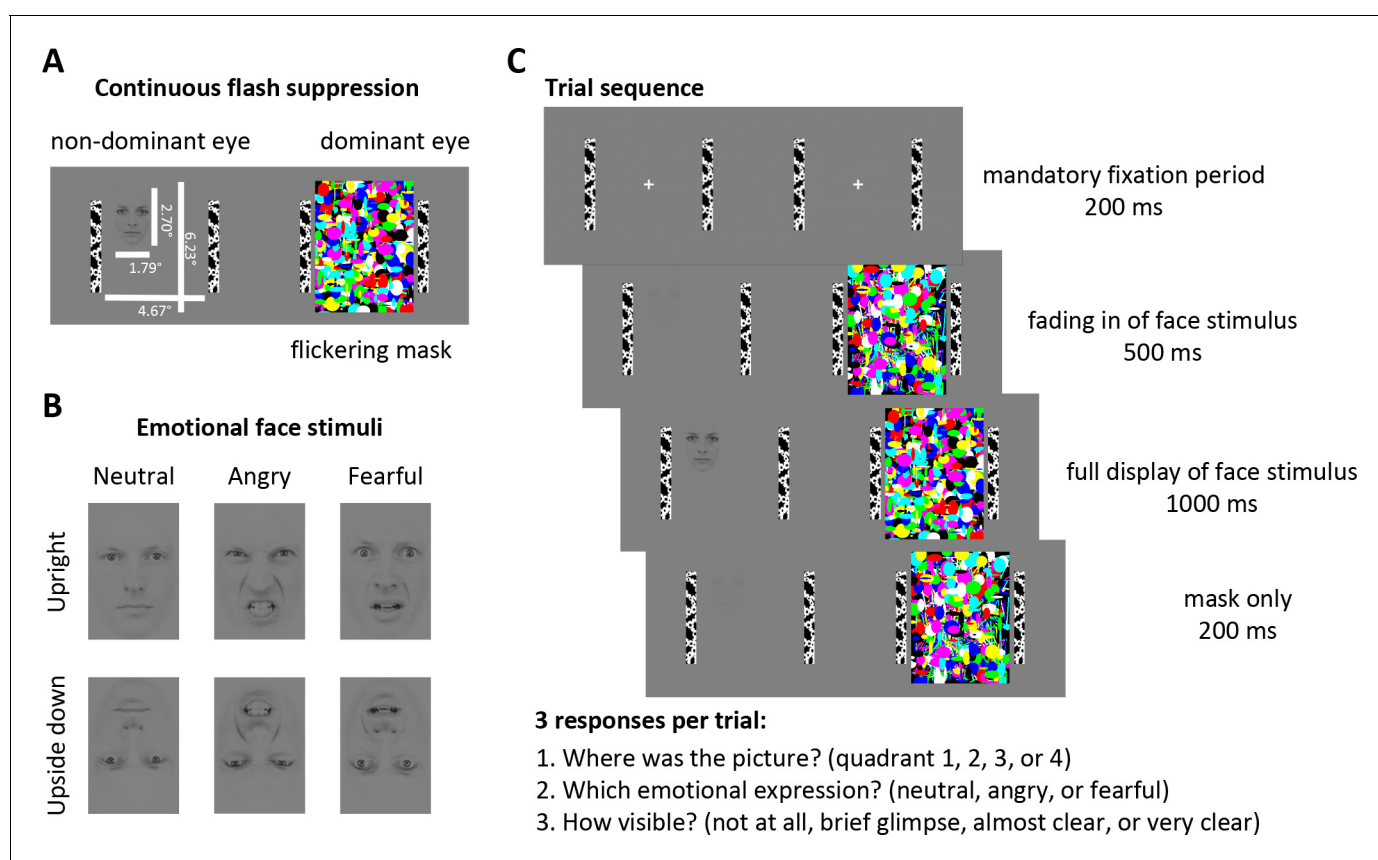 A
Continuous flash suppression
non-dominant eye
dominant eye
2.70°
6.23°
1.79°
4.67°
flickering mask
B
Emotional face stimuli
Neutral
Angry
Fearful
Upright
Upside down
C
Trial sequence
mandatory fixation period
200 ms
fading in of face stimulus
500 ms
full display of face stimulus
1000 ms
mask only
200 ms
3 responses per trial:
1. Where was the picture? (quadrant 1, 2, 3, or 4)
2. Which emotional expression? (neutral, angry, or fearful)
3. How visible? (not at all, brief glimpse, almost clear, or very clear)